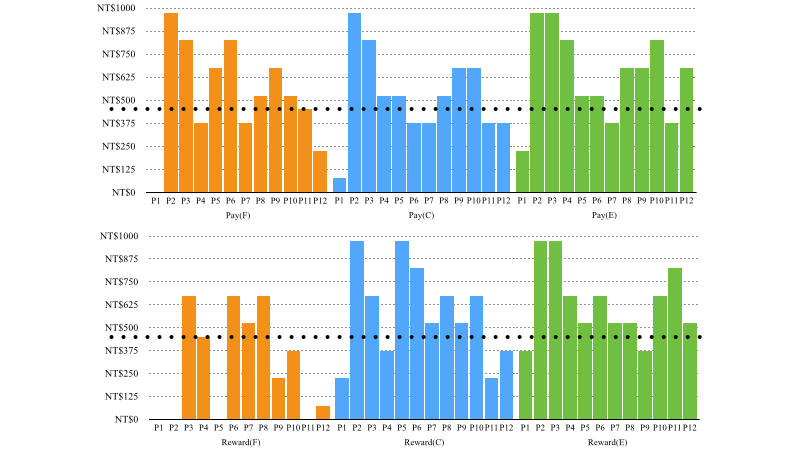 NT$1000
NT$875
NT$750
NT$625
NT$500
NT$375
NT$250
NT$125
NT$0
P1 P2 P3 P4 P5 P6 P7 P8 P9 P10 P11 P12 P1 P2 P3 P4 P5 P6 P7 P8 P9 P10 P11 P12 P1 P2 P3 P4 P5 P6 P7 P8 P9 P10 P11 P12
Pay(F) Pay(C) Pay(E)
NT$1000
NT$875
NT$750
NT$625
NT$500
NT$375
NT$250
NT$125
NT$0
P1 P2 P3 P4 P5 P6 P7 P8 P9 P10 P11 P12 P1 P2 P3 P4 P5 P6 P7 P8 P9 P10 P11 P12 P1 P2 P3 P4 P5 P6 P7 P8 P9 P10 P11 P12
Reward(F) Reward(C) Reward(E)